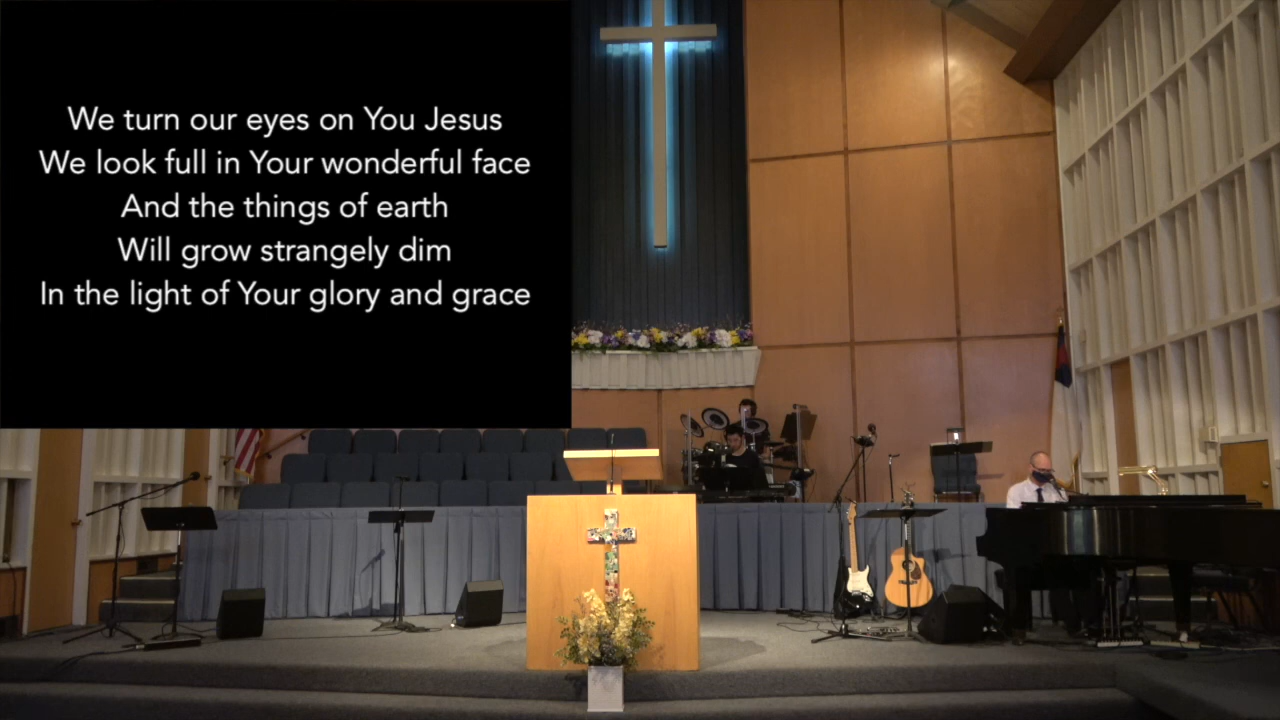 We turn our eyes on You Jesus
We look full in Your wonderful face
And the things of earth
Will grow strangely dim
In the light of Your glory and grace